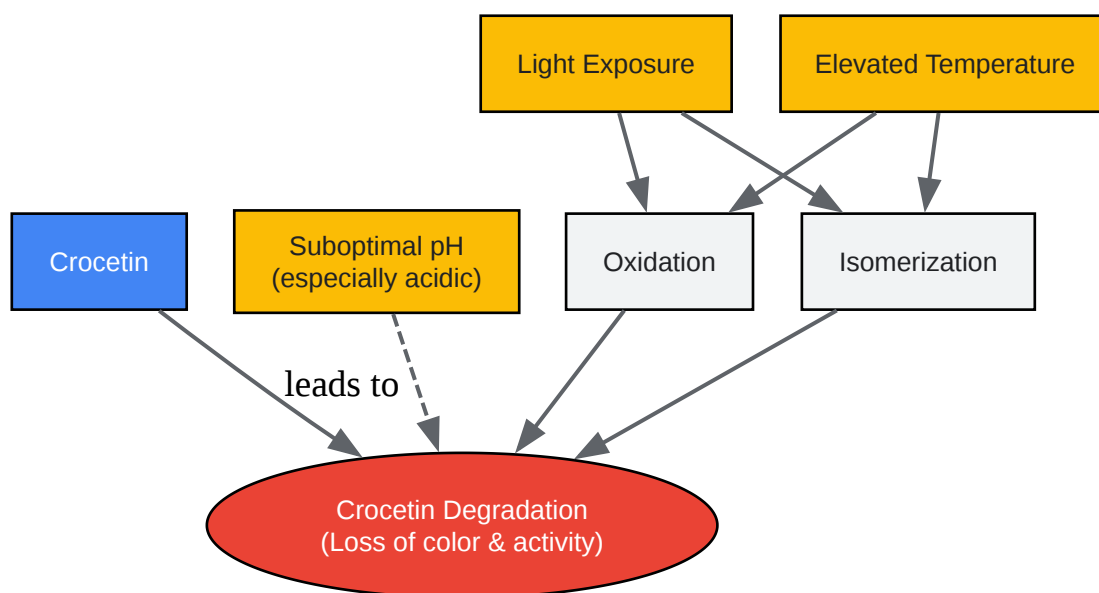 Light Exposure
Elevated Temperature
Crocetin
Suboptimal pH
(especially acidic)
Oxidation
Isomerization
leads to
Crocetin Degradation
(Loss of color & activity)